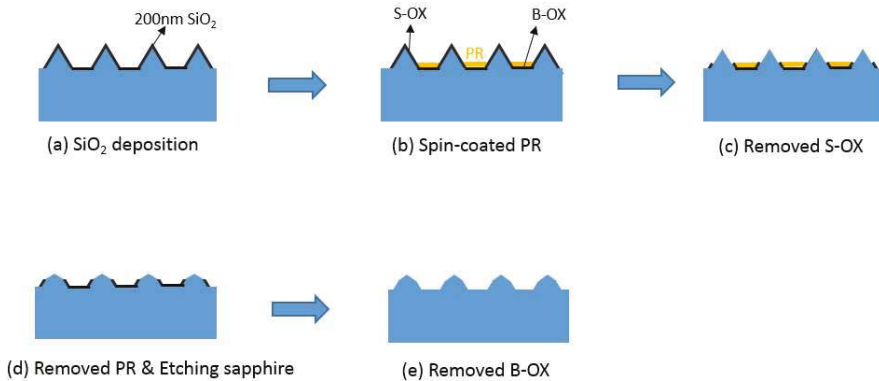 200nm SiO₂
(a) SiO₂ deposition
S-OX
B-OX
PR
(b) Spin-coated PR
(c) Removed S-OX
(d) Removed PR & Etching sapphire
(e) Removed B-OX